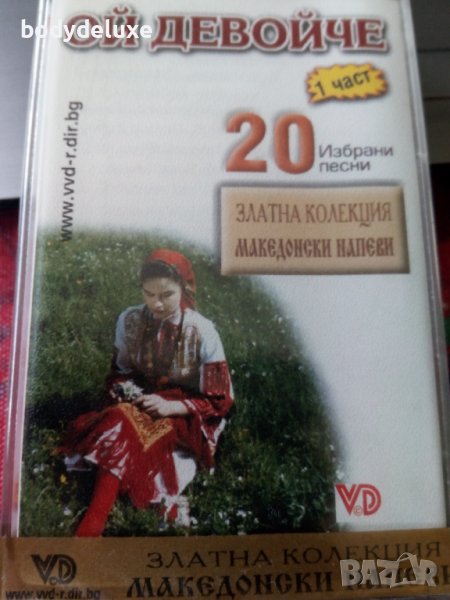 ОЙ ДЕВОЙЧЕ
bodydeluxe
1 част
www.vvd-r.dir.bg
20 Избрани
песни
ЗЛАТНА КОЛЕКЦИЯ
~
МАКЕДОНСКИ НАПЕВИ
VD
VD
www.vvd-r.dir.bg
ЗЛАТНА КОЛЕКЦИЯ
МАКЕДОНСКИ
BAZAR